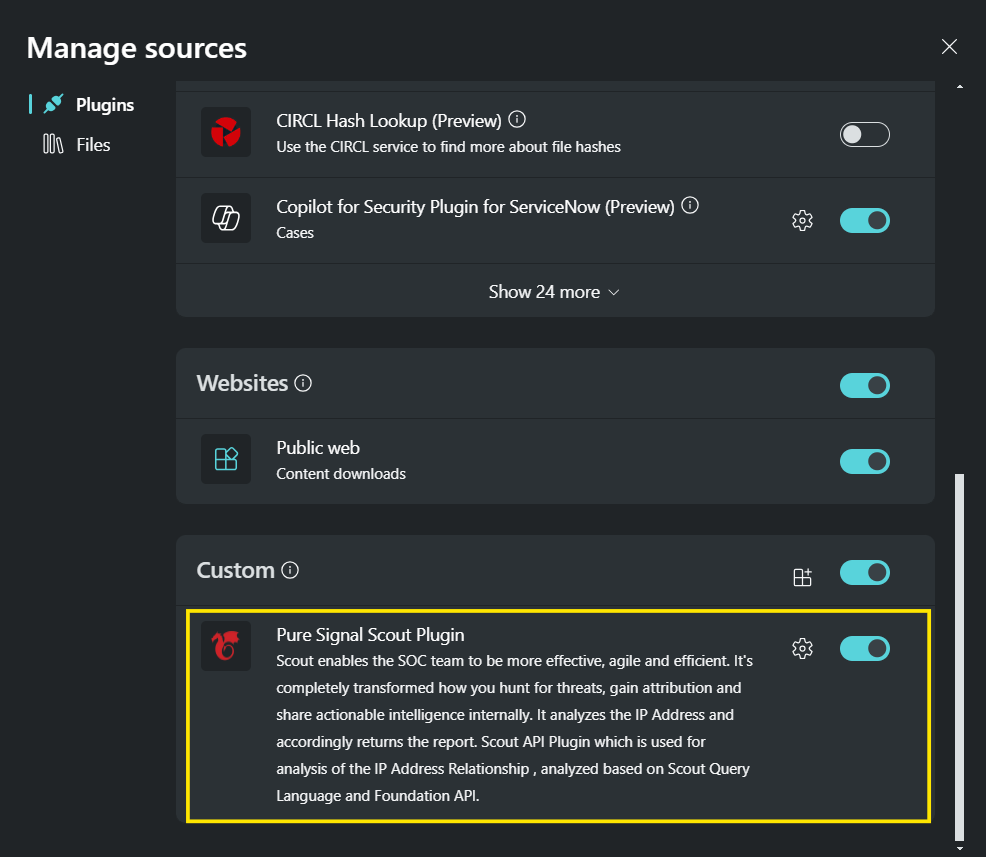 Manage sources
Plugins
Files
CIRCL Hash Lookup (Preview)
Use the CIRCL service to find more about file hashes
Copilot for Security Plugin for ServiceNow (Preview)
Cases
Show 24 more
Websites
Public web
Content downloads
Custom
Pure Signal Scout Plugin
Scout enables the SOC team to be more effective, agile and efficient. It's
completely transformed how you hunt for threats, gain attribution and
share actionable intelligence internally. It analyzes the IP Address and
accordingly returns the report. Scout API Plugin which is used for
analysis of the IP Address Relationship , analyzed based on Scout Query
Language and Foundation API.